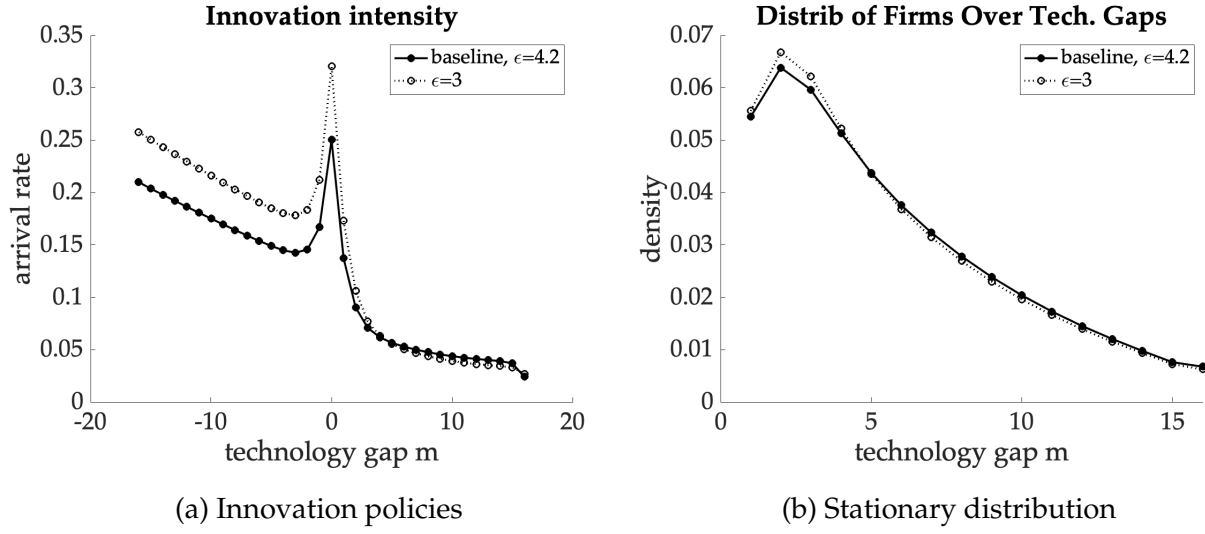 Innovation intensity
0.35
0.3
0.25
0.2
0.15
0.1
0.05
0
arrival rate
baseline, ϵ=4.2
ϵ=3
-20
-10
0
10
20
technology gap m
(a) Innovation policies
Distrib of Firms Over Tech. Gaps
0.07
0.06
0.05
0.04
0.03
0.02
0.01
0
density
baseline, ϵ=4.2
ϵ=3
0
5
10
15
technology gap m
(b) Stationary distribution